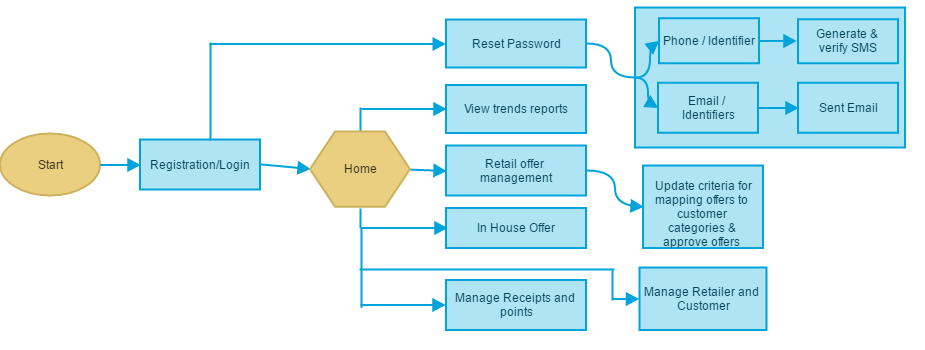 Start
Registration/Login
Home
Reset Password
Phone / Identifier
Generate &
verify SMS
Email /
Identifiers
Sent Email
View trends reports
Retail offer
management
Update criteria for
mapping offers to
customer
categories &
approve offers
In House Offer
Manage Receipts and
points
Manage Retailer and
Customer